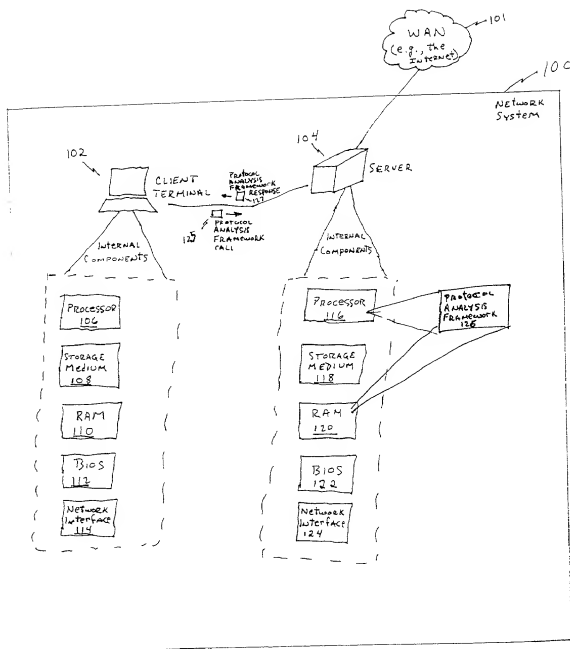 101
WAN
(e.g., the
Internet)
100
Network
System
102
Client
Terminal
104
Server
Protocol
Analysis
Framework
Response
127
125
Protocol
Analysis
Framework
Call
Internal
Components
Internal
Components
Processor
106
Storage
Medium
108
RAM
110
BIOS
112
Network
Interface
114
Processor
116
Storage
Medium
118
RAM
120
BIOS
122
Network
Interface
124
Protocol
Analysis
Framework
126